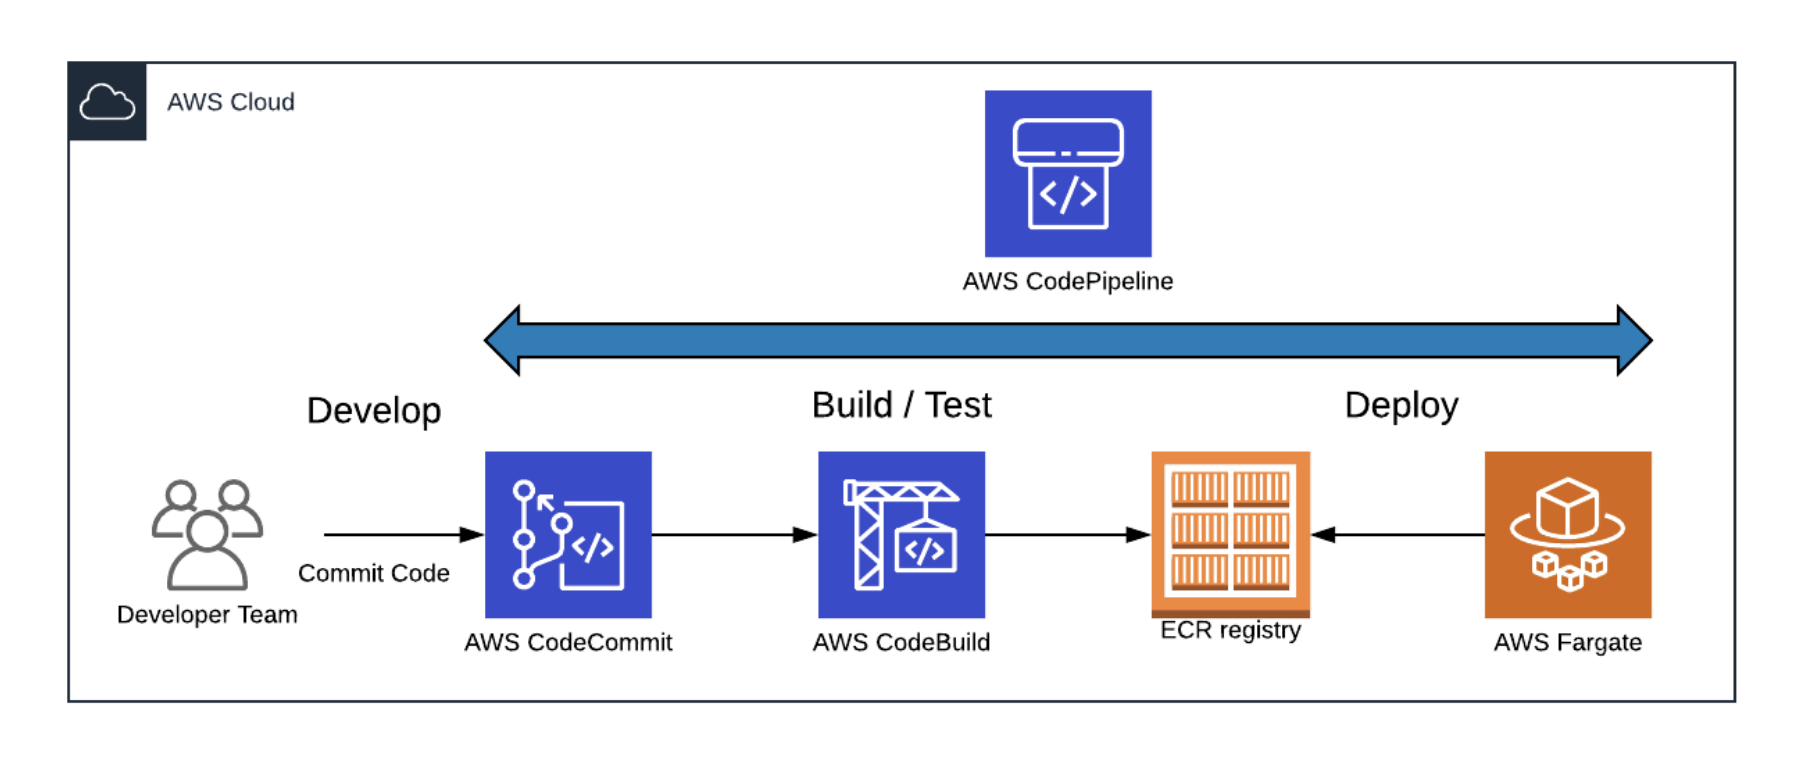 AWS Cloud
AWS CodePipeline
Develop
Build / Test
Deploy
Commit Code
Developer Team
AWS CodeCommit
AWS CodeBuild
ECR registry
AWS Fargate